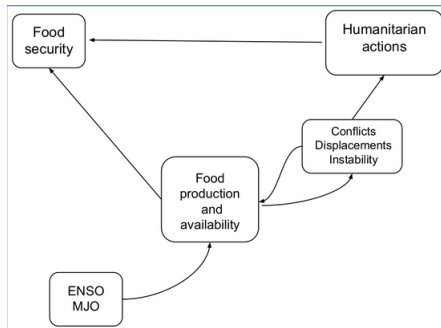 Food
security
Humanitarian
actions
Conflicts
Displacements
Instability
Food
production
and
availability
ENSO
MJO